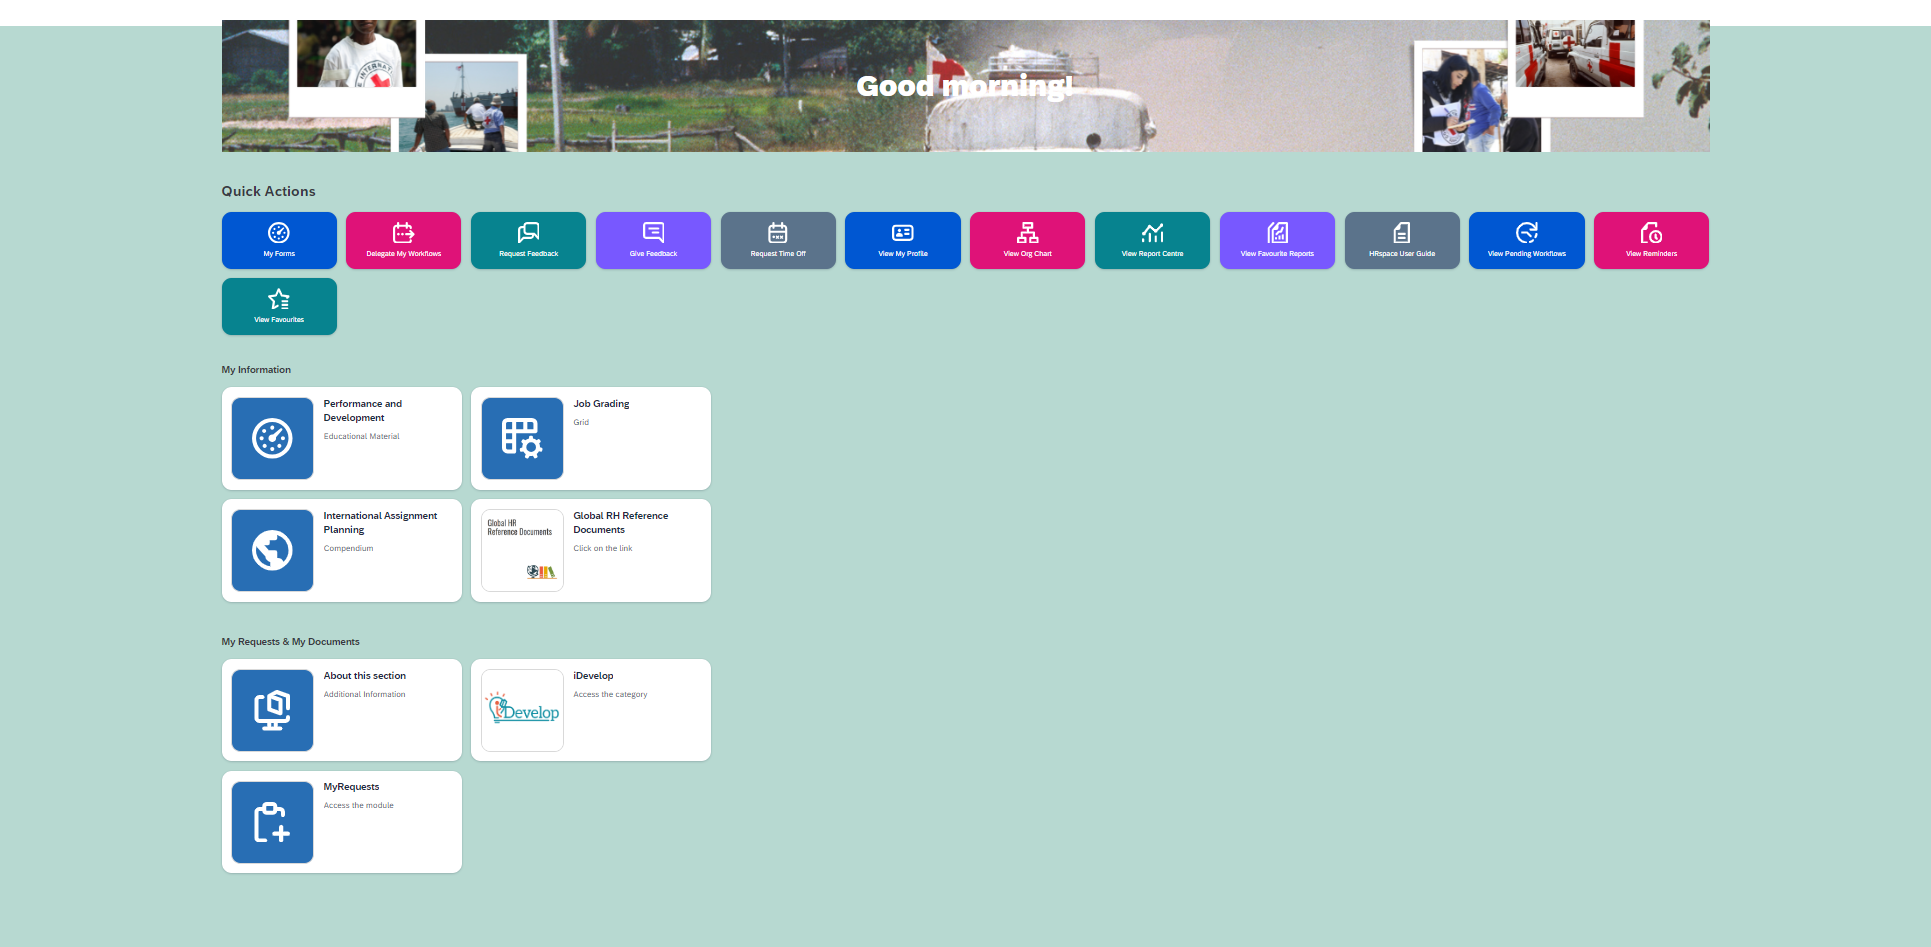 INTERNAT
Good morning!
Quick Actions
My Forms
Delegate My Workflows
Request Feedback
Give Feedback
Request Time Off
View My Profile
View Org Chart
View Report Centre
View Favourite Reports
HRspace User Guide
View Pending Workflows
View Reminders
View Favourites
My Information
Performance and
Development
Educational Material
Job Grading
Grid
International Assignment
Planning
Compendium
Global HR
Reference Documents
Global RH Reference
Documents
Click on the link
My Requests & My Documents
About this section
Additional Information
iDevelop
iDevelop
Access the category
MyRequests
Access the module